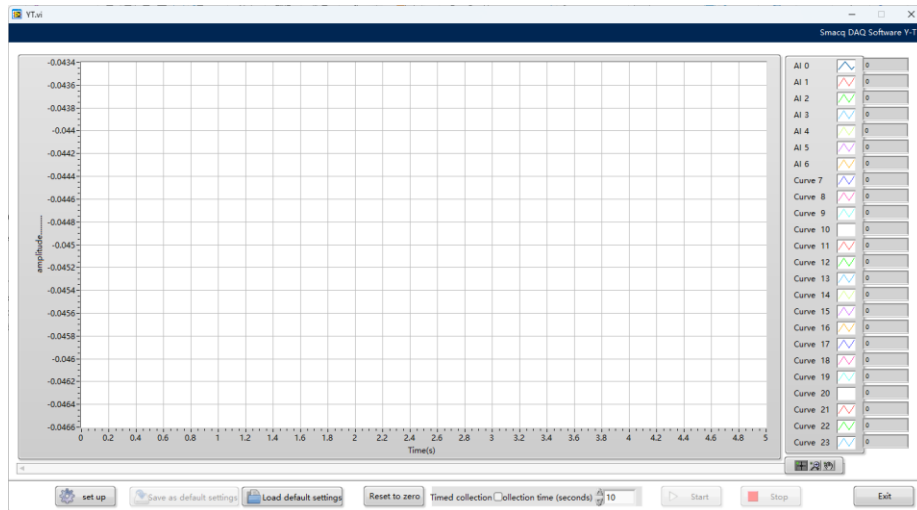 YT.vi
Smacq DAQ Software Y-T
-0.0434
-0.0436
-0.0438
-0.044
-0.0442
-0.0444
-0.0446
-0.0448
-0.045
-0.0452
-0.0454
-0.0456
-0.0458
-0.046
-0.0462
-0.0464
-0.0466
amplitude
0 0.2 0.4 0.6 0.8 1 1.2 1.4 1.6 1.8 2 2.2 2.4 2.6 2.8 3 3.2 3.4 3.6 3.8 4 4.2 4.4 4.6 4.8 5
Time(s)
AI 0 0
AI 1 0
AI 2 0
AI 3 0
AI 4 0
AI 5 0
AI 6 0
Curve 7 0
Curve 8 0
Curve 9 0
Curve 10 0
Curve 11 0
Curve 12 0
Curve 13 0
Curve 14 0
Curve 15 0
Curve 16 0
Curve 17 0
Curve 18 0
Curve 19 0
Curve 20 0
Curve 21 0
Curve 22 0
Curve 23 0
set up Save as default settings Load default settings Reset to zero Timed collection ollection time (seconds) 10 Start Stop Exit